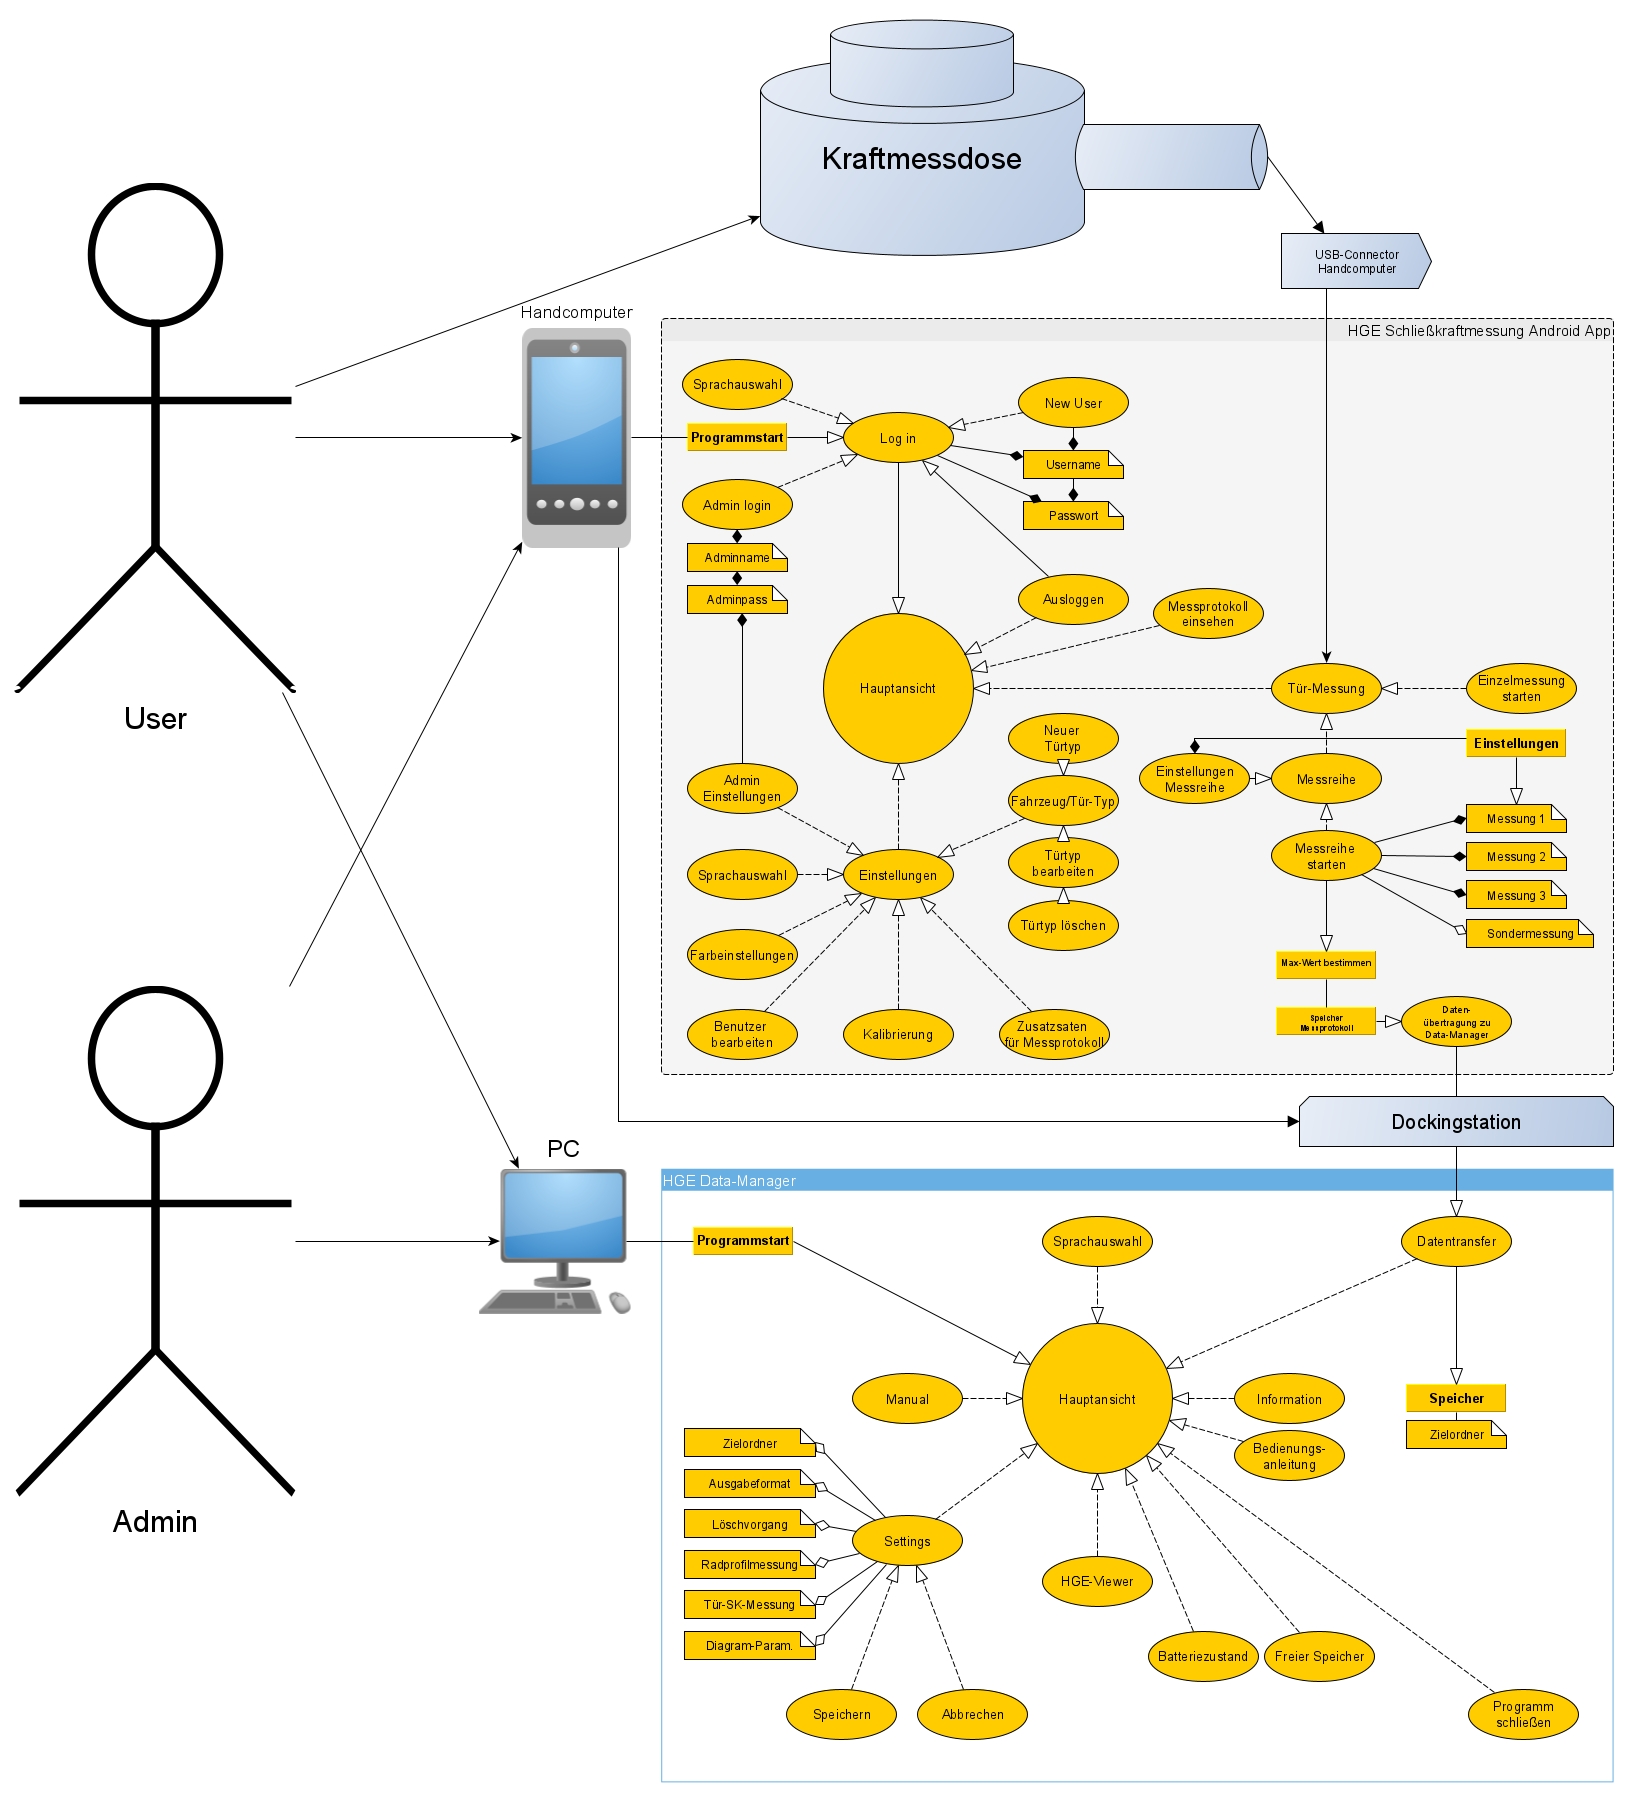 Kraftmessdose
USB-Connector
Handcomputer
Handcomputer
HGE Schließkraftmessung Android App
Sprachauswahl
New User
Programmstart
Log in
Username
Admin login
Passwort
Adminname
Adminpass
Ausloggen
Messprotokoll
einsehen
User
Hauptansicht
Tür-Messung
Einzelmessung
starten
Neuer
Türtyp
Einstellungen
Admin
Einstellungen
Einstellungen
Messreihe
Messreihe
Fahrzeug/Tür-Typ
Messung 1
Messreihe
starten
Messung 2
Türtyp
bearbeiten
Sprachauswahl
Einstellungen
Messung 3
Türtyp löschen
Sondermessung
Farbeinstellungen
Max-Wert bestimmen
Benutzer
bearbeiten
Kalibrierung
Zusatzsaten
für Messprotokoll
Speicher
Messprotokoll
Daten-
übertragung zu
Data-Manager
Dockingstation
PC
HGE Data-Manager
Programmstart
Sprachauswahl
Datentransfer
Manual
Hauptansicht
Information
Speicher
Zielordner
Zielordner
Bedienungs-
anleitung
Ausgabeformat
Löschvorgang
Admin
Settings
Radprofilmessung
HGE-Viewer
Tür-SK-Messung
Diagram-Param.
Batteriezustand
Freier Speicher
Speichern
Abbrechen
Programm
schließen